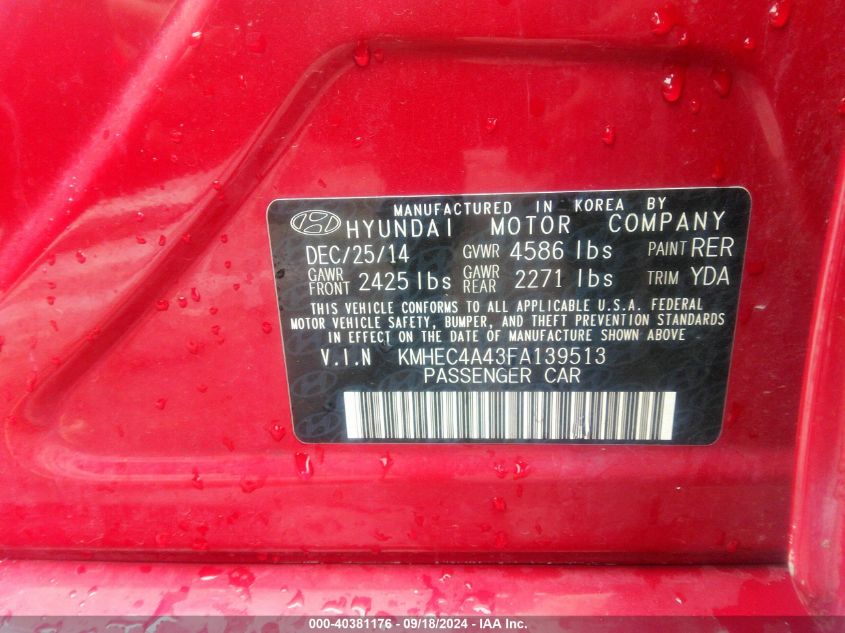 MANUFACTURED IN KOREA BY
HYUNDAI MOTOR COMPANY
DEC/25/14 GVWR 4586 lbs PAINT RER
GAWR FRONT 2425 lbs GAWR REAR 2271 lbs TRIM YDA
THIS VEHICLE CONFORMS TO ALL APPLICABLE U.S.A. FEDERAL
MOTOR VEHICLE SAFETY, BUMPER, AND THEFT PREVENTION STANDARDS
IN EFFECT ON THE DATE OF MANUFACTURE SHOWN ABOVE
V.I.N KMHEC4A43FA139513
PASSENGER CAR
000-40381176 - 09/18/2024 - IAA Inc.